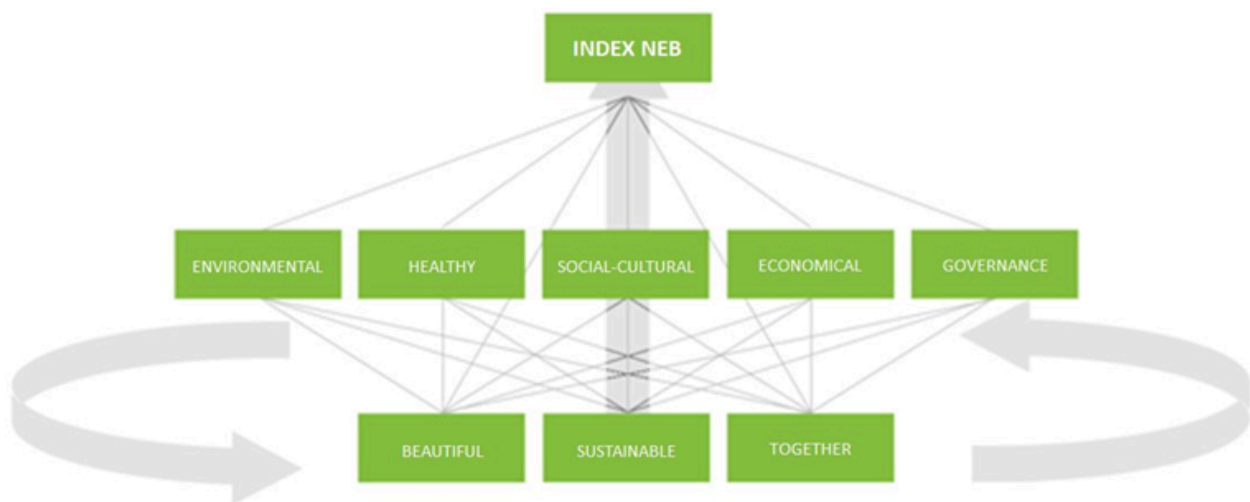 INDEX NEB
ENVIRONMENTAL
HEALTHY
SOCIAL-CULTURAL
ECONOMICAL
GOVERNANCE
BEAUTIFUL
SUSTAINABLE
TOGETHER